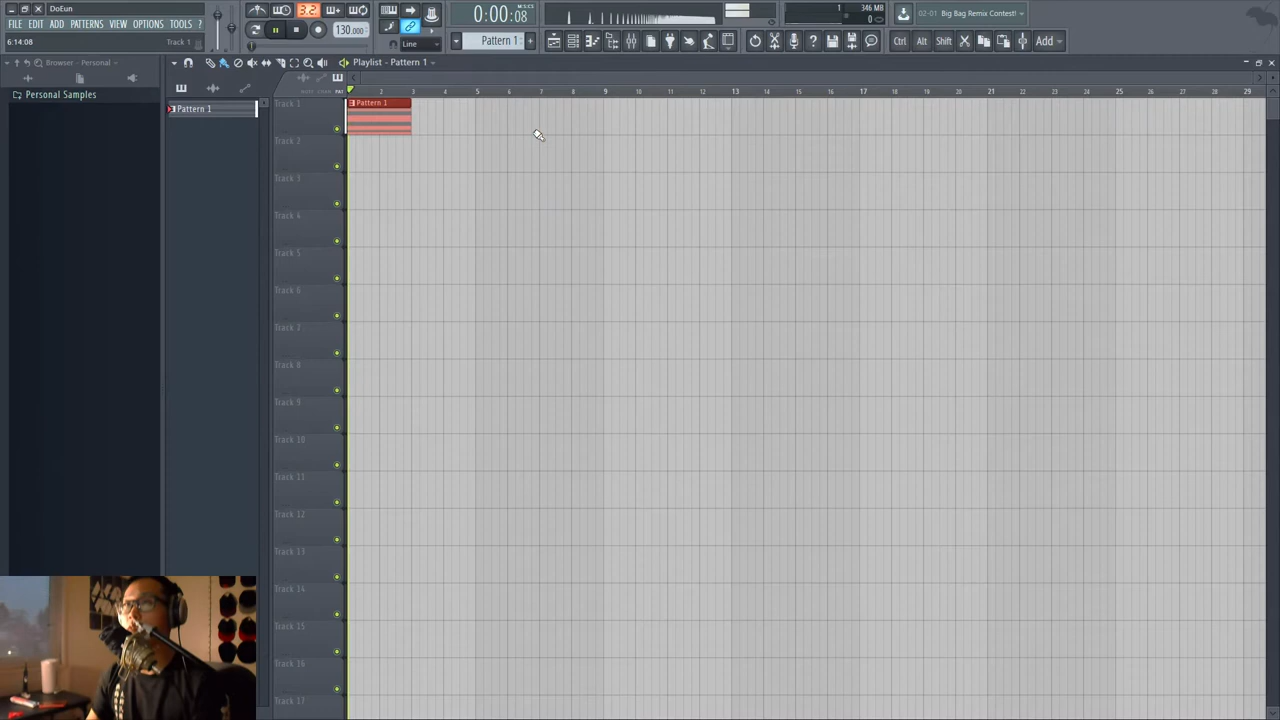 DoEun
FILE EDIT ADD PATTERNS VIEW OPTIONS TOOLS ?
6:14:08 Track 1
3.2
130.000
Line
0:00:08
M:S:CS
Pattern 1
1 346 MB
0
02-01 Big Bag Remix Contest!
Ctrl Alt Shift Add
Browser - Personal
Personal Samples
Pattern 1
Playlist - Pattern 1
2 3 4 5 6 7 8 9 10 11 12 13 14 15 16 17 18 19 20 21 22 23 24 25 26 27 28 29
Track 1
Pattern 1
Track 2
Track 3
Track 4
Track 5
Track 6
Track 7
Track 8
Track 9
Track 10
Track 11
Track 12
Track 13
Track 14
Track 15
Track 16
Track 17